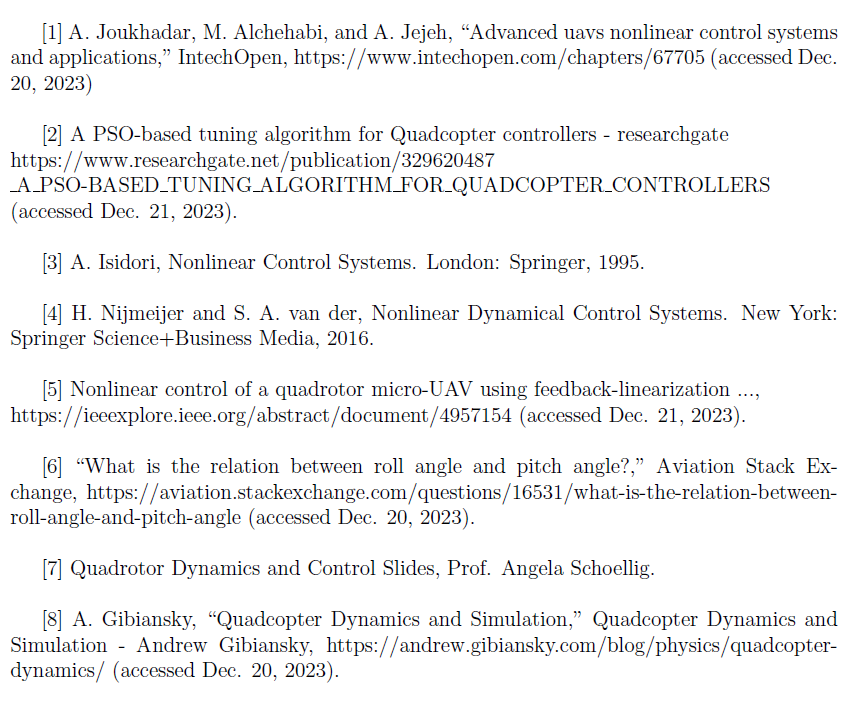 [1] A. Joukhadar, M. Alchehabi, and A. Jejeh, “Advanced uavs nonlinear control systems
and applications,” IntechOpen, https://www.intechopen.com/chapters/67705 (accessed Dec.
20, 2023)
[2] A PSO-based tuning algorithm for Quadcopter controllers - researchgate
https://www.researchgate.net/publication/329620487
_A_PSO-BASED_TUNING_ALGORITHM_FOR_QUADCOPTER_CONTROLLERS
(accessed Dec. 21, 2023).
[3] A. Isidori, Nonlinear Control Systems. London: Springer, 1995.
[4] H. Nijmeijer and S. A. van der, Nonlinear Dynamical Control Systems. New York:
Springer Science+Business Media, 2016.
[5] Nonlinear control of a quadrotor micro-UAV using feedback-linearization ...,
https://ieeexplore.ieee.org/abstract/document/4957154 (accessed Dec. 21, 2023).
[6] “What is the relation between roll angle and pitch angle?,” Aviation Stack Ex-
change, https://aviation.stackexchange.com/questions/16531/what-is-the-relation-between-
roll-angle-and-pitch-angle (accessed Dec. 20, 2023).
[7] Quadrotor Dynamics and Control Slides, Prof. Angela Schoellig.
[8] A. Gibiansky, “Quadcopter Dynamics and Simulation,” Quadcopter Dynamics and
Simulation - Andrew Gibiansky, https://andrew.gibiansky.com/blog/physics/quadcopter-
dynamics/ (accessed Dec. 20, 2023).